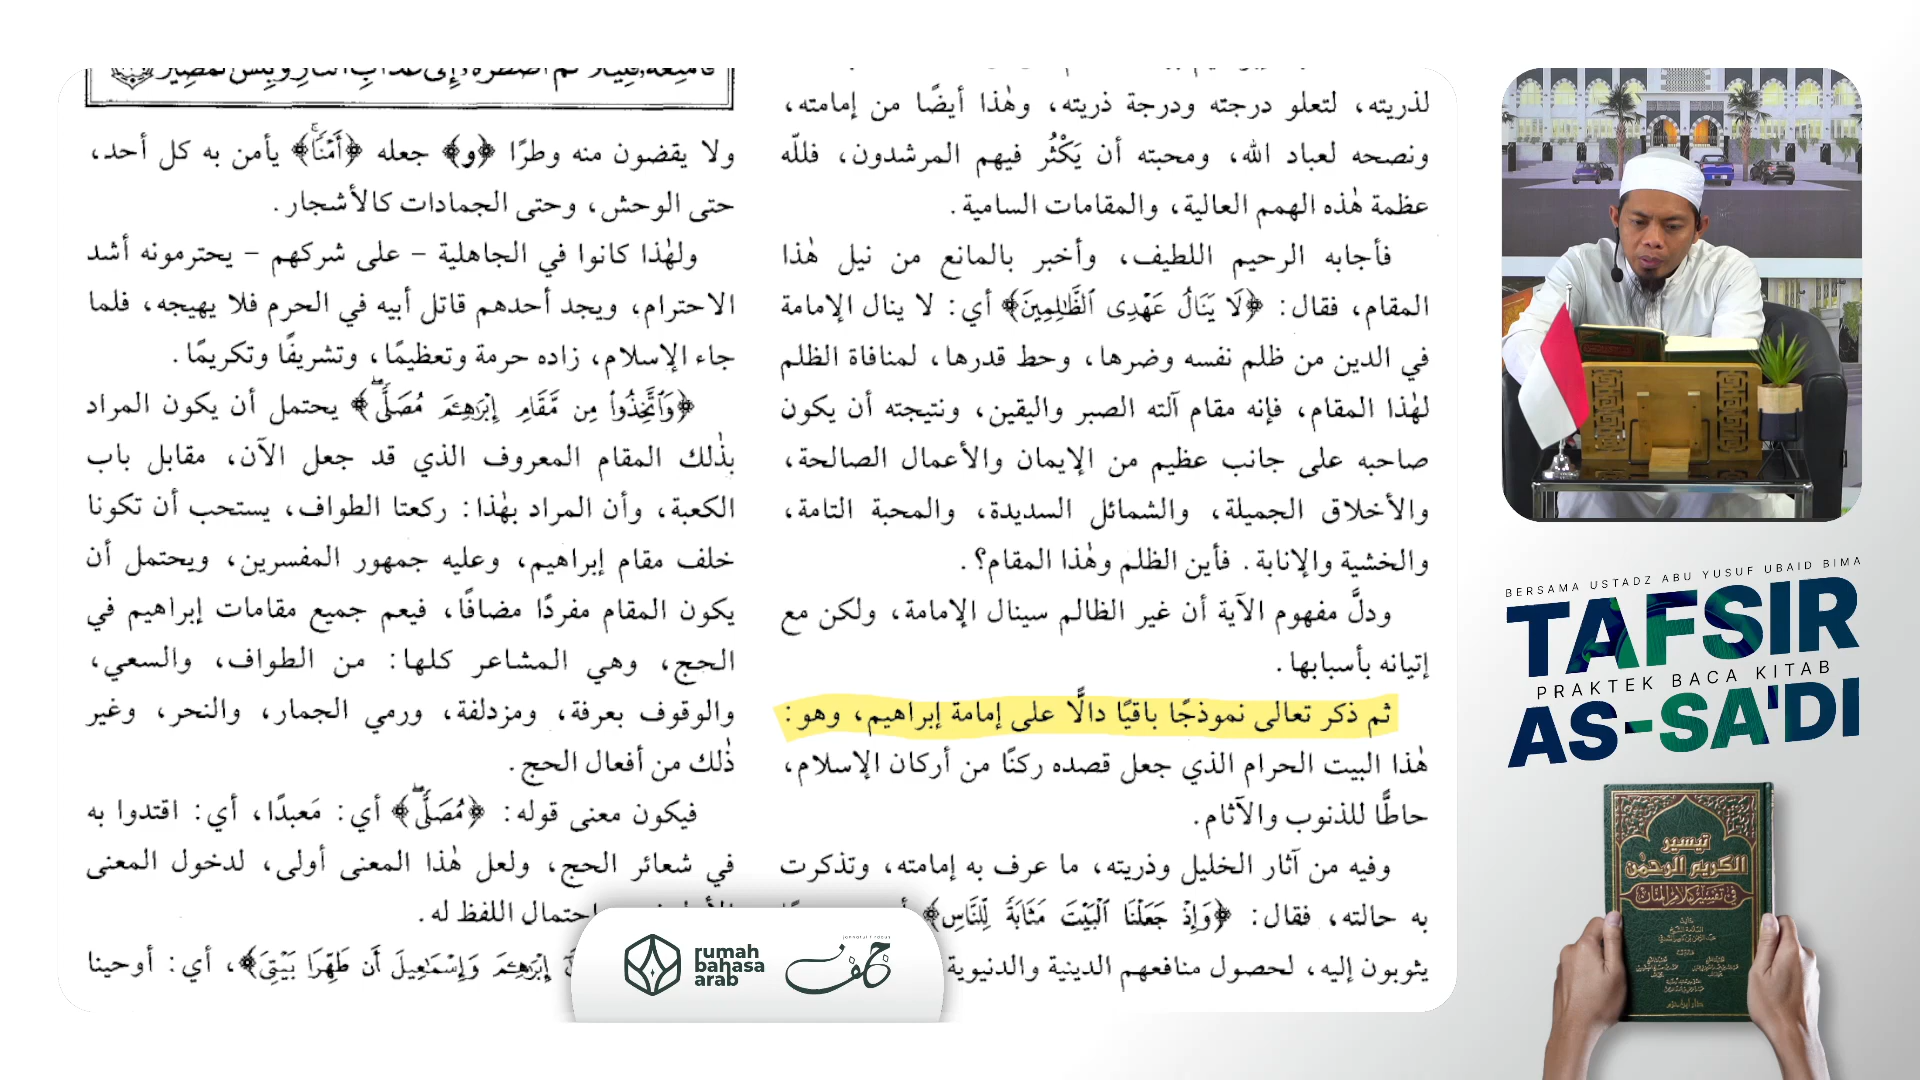 لذريته، لتعلو درجته ودرجة ذريته، وهٰذا أيضًا من إمامته،
ونصحه لعباد الله، ومحبته أن يَكْثُر فيهم المرشدون، فللّه
عظمة هٰذه الهمم العالية، والمقامات السامية.
فأجابه الرحيم اللطيف، وأخبر بالمانع من نيل هٰذا
المقام، فقال: ﴿لَا يَنَالُ عَهْدِى ٱلظَّٰلِمِينَ﴾ أي: لا ينال الإمامة
في الدين من ظلم نفسه وضرها، وحط قدرها، لمنافاة الظلم
لهٰذا المقام، فإنه مقام آلته الصبر واليقين، ونتيجته أن يكون
صاحبه على جانب عظيم من الإيمان والأعمال الصالحة،
والأخلاق الجميلة، والشمائل السديدة، والمحبة التامة،
والخشية والإنابة. فأين الظلم وهٰذا المقام؟.
ودلَّ مفهوم الآية أن غير الظالم سينال الإمامة، ولكن مع
إتيانه بأسبابها.
ثم ذكر تعالى نموذجًا باقيًا دالًّا على إمامة إبراهيم، وهو:
هٰذا البيت الحرام الذي جعل قصده ركنًا من أركان الإسلام،
حاطًّا للذنوب والآثام.
وفيه من آثار الخليل وذريته، ما عرف به إمامته، وتذكرت
به حالته، فقال: ﴿وَإِذْ جَعَلْنَا ٱلْبَيْتَ مَثَابَةً لِّلنَّاسِ﴾
يثوبون إليه، لحصول منافعهم الدينية والدنيوية
ولا يقضون منه وطرًا ﴿و﴾ جعله ﴿أَمْنًا﴾ يأمن به كل أحد،
حتى الوحش، وحتى الجمادات كالأشجار.
ولهٰذا كانوا في الجاهلية – على شركهم – يحترمونه أشد
الاحترام، ويجد أحدهم قاتل أبيه في الحرم فلا يهيجه، فلما
جاء الإسلام، زاده حرمة وتعظيمًا، وتشريفًا وتكريمًا.
﴿وَٱتَّخِذُوا۟ مِن مَّقَامِ إِبْرَٰهِـۧمَ مُصَلًّى﴾ يحتمل أن يكون المراد
بذٰلك المقام المعروف الذي قد جعل الآن، مقابل باب
الكعبة، وأن المراد بهٰذا: ركعتا الطواف، يستحب أن تكونا
خلف مقام إبراهيم، وعليه جمهور المفسرين، ويحتمل أن
يكون المقام مفردًا مضافًا، فيعم جميع مقامات إبراهيم في
الحج، وهي المشاعر كلها: من الطواف، والسعي،
والوقوف بعرفة، ومزدلفة، ورمي الجمار، والنحر، وغير
ذٰلك من أفعال الحج.
فيكون معنى قوله: ﴿مُصَلًّى﴾ أي: مَعبدًا، أي: اقتدوا به
في شعائر الحج، ولعل هٰذا المعنى أولى، لدخول المعنى
احتمال اللفظ له.
إِبْرَٰهِـۧمَ وَإِسْمَـٰعِيلَ أَن طَهِّرَا بَيْتِىَ﴾، أي: أوحينا
rumah
bahasa
arab
BERSAMA USTADZ ABU YUSUF UBAID BIMA
TAFSIR
PRAKTEK BACA KITAB
AS-SA'DI
تيسير
الكريم الرحمن
في تفسير كلام المنان